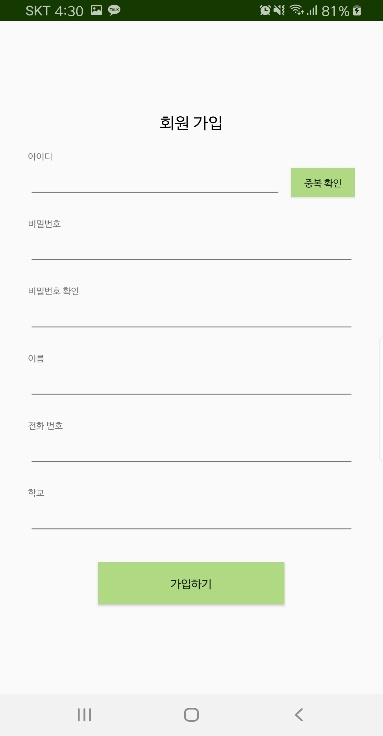 SKT 4:30 81%
회원 가입
아이디
중복 확인
비밀번호
비밀번호 확인
이름
전화 번호
학교
가입하기